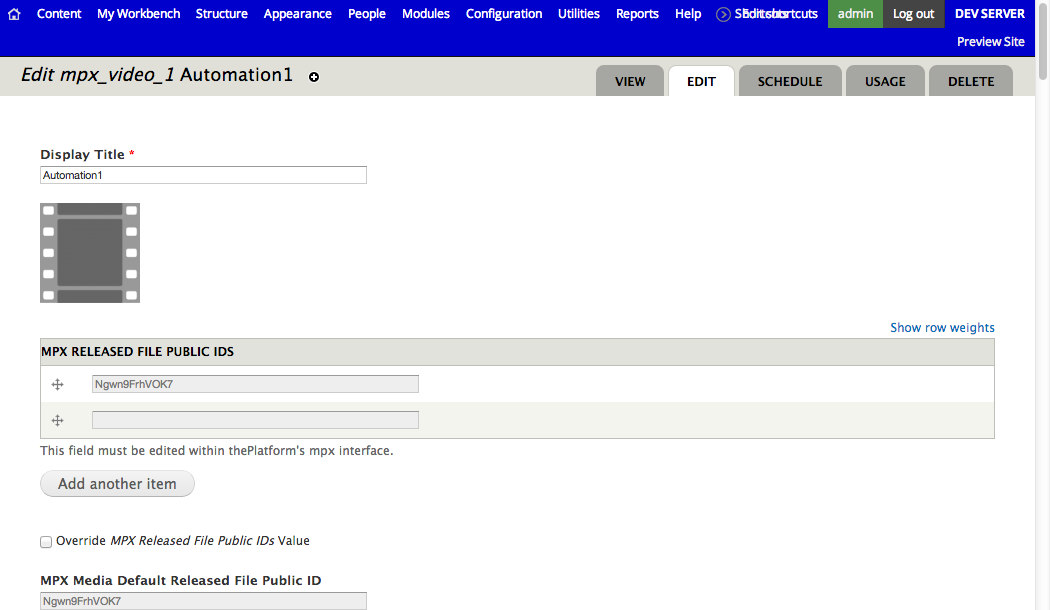 Content My Workbench Structure Appearance People Modules Configuration Utilities Reports Help Edit shortcuts admin Log out DEV SERVER
Preview Site
Edit mpx_video_1 Automation1
VIEW EDIT SCHEDULE USAGE DELETE
Display Title *
Automation1
Show row weights
MPX RELEASED FILE PUBLIC IDS
Ngwn9FrhVOK7
This field must be edited within thePlatform's mpx interface.
Add another item
Override MPX Released File Public IDs Value
MPX Media Default Released File Public ID
Ngwn9FrhVOK7